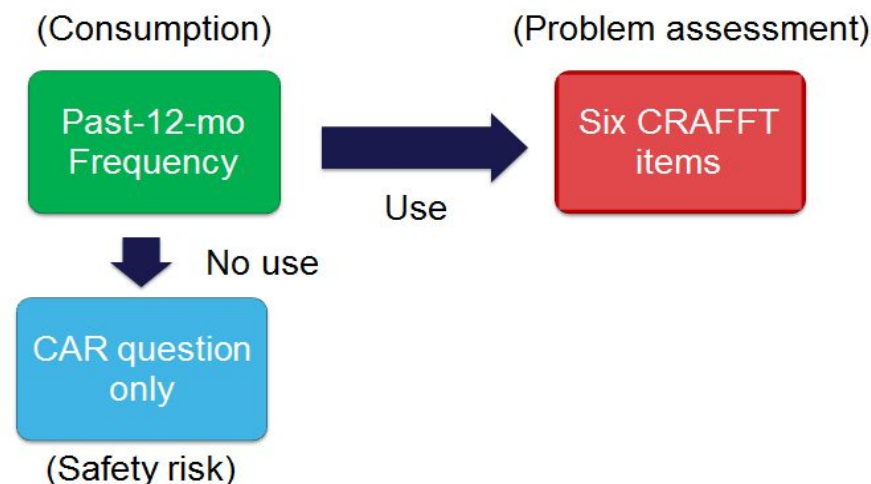 (Consumption)
(Problem assessment)
Past-12-mo
Frequency
Six CRAFFT
items
Use
No use
CAR question
only
(Safety risk)